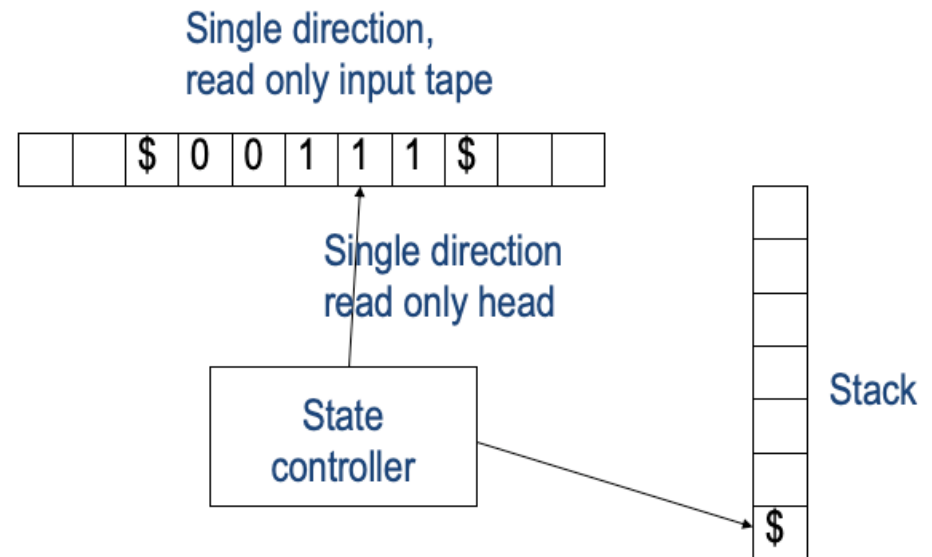 Single direction,
read only input tape
$ 0 0 1 1 1 $
Single direction
read only head
State
controller
Stack
$